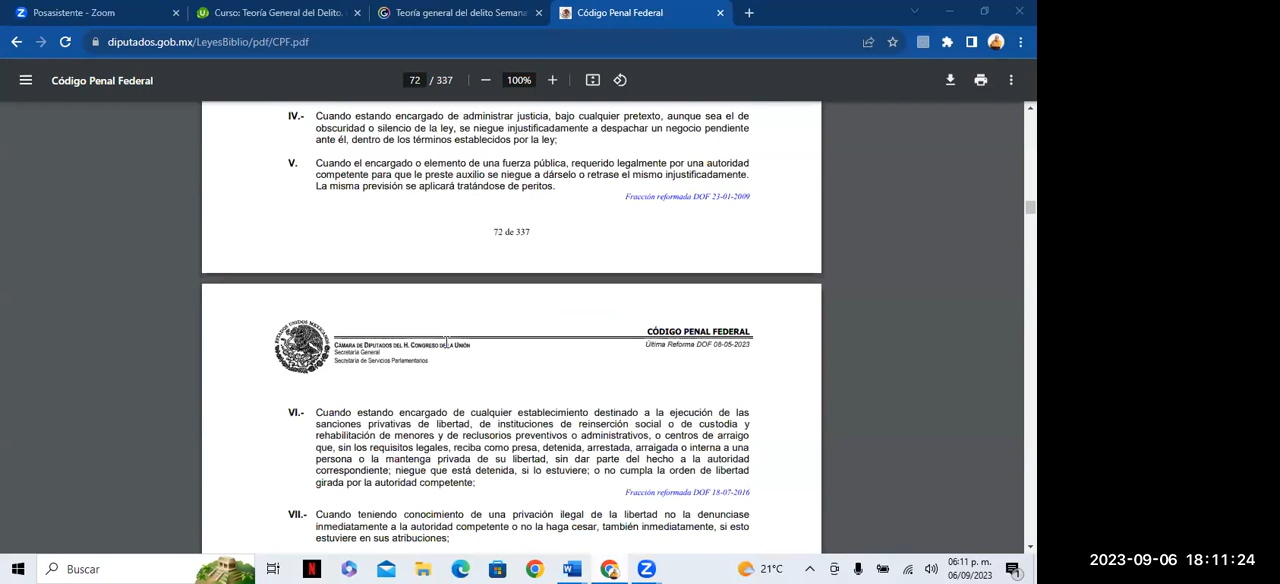 Posasistente - Zoom
Curso: Teoría General del Delito.
Teoría general del delito Semana
Código Penal Federal
diputados.gob.mx/LeyesBiblio/pdf/CPF.pdf
Código Penal Federal
72 / 337
100%
IV.- Cuando estando encargado de administrar justicia, bajo cualquier pretexto, aunque sea el de
obscuridad o silencio de la ley, se niegue injustificadamente a despachar un negocio pendiente
ante él, dentro de los términos establecidos por la ley;
V. Cuando el encargado o elemento de una fuerza pública, requerido legalmente por una autridad
competente para que le preste auxilio se niegue a dárselo o retrase el mismo injustificadamente.
La misma previsión se aplicará tratándose de peritos.
Fracción reformada DOF 23-01-2009
72 de 337
ESTADOS UNIDOS MEXICANOS
CÓDIGO PENAL FEDERAL
CÁMARA DE DIPUTADOS DEL H. CONGRESO DE LA UNIÓN
Última Reforma DOF 08-05-2023
Secretaría General
Secretaría de Servicios Parlamentarios
VI.- Cuando estando encargado de cualquier establecimiento destinado a la ejecución de las
sanciones privativas de libertad, de instituciones de reinserción social o de custodia y
rehabilitación de menores y de reclusorios preventivos o administrativos, o centros de arraigo
que, sin los requisitos legales, reciba como presa, detenida, arrestada, arraigada o interna a una
persona o la mantenga privada de su libertad, sin dar parte del hecho a la autoridad
correspondiente; niegue que está detenida, si lo estuviere; o no cumpla la orden de libertad
girada por la autoridad competente;
Fracción reformada DOF 18-07-2016
VII.- Cuando teniendo conocimiento de una privación ilegal de la libertad no la denunciase
inmediatamente a la autoridad competente o no la haga cesar, también inmediatamente, si esto
estuviere en sus atribuciones;
Buscar
21°C
06:11 p. m.
06/09/2023
2023-09-06 18:11:24